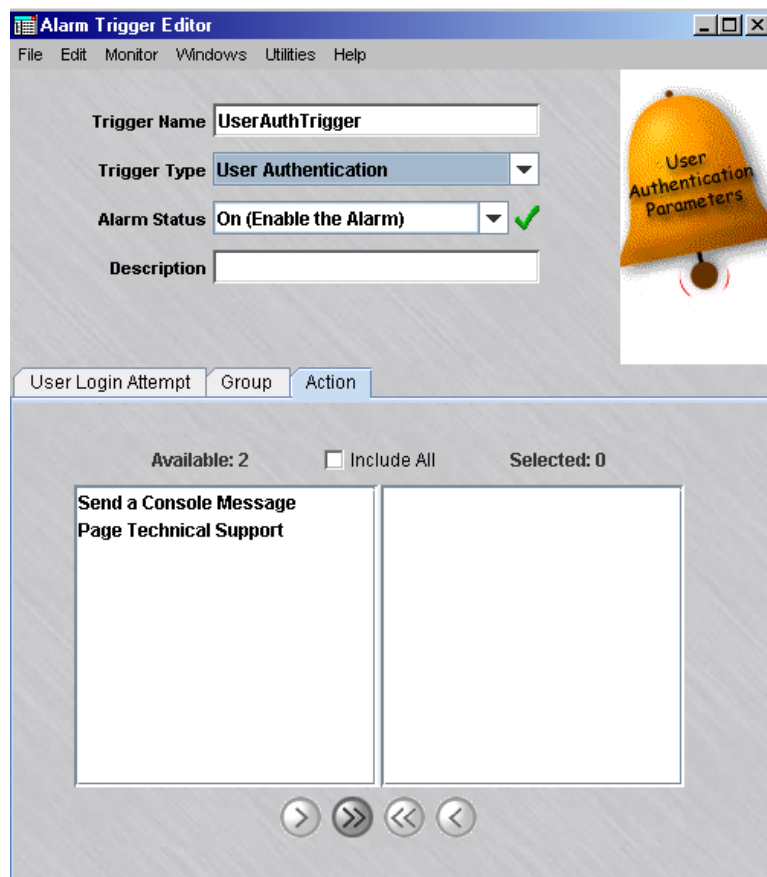 Alarm Trigger Editor
File Edit Monitor Windows Utilities Help
Trigger Name UserAuthTrigger
Trigger Type User Authentication
Alarm Status On (Enable the Alarm)
Description
User
Authentication
Parameters
User Login Attempt Group Action
Available: 2 Include All Selected: 0
Send a Console Message
Page Technical Support